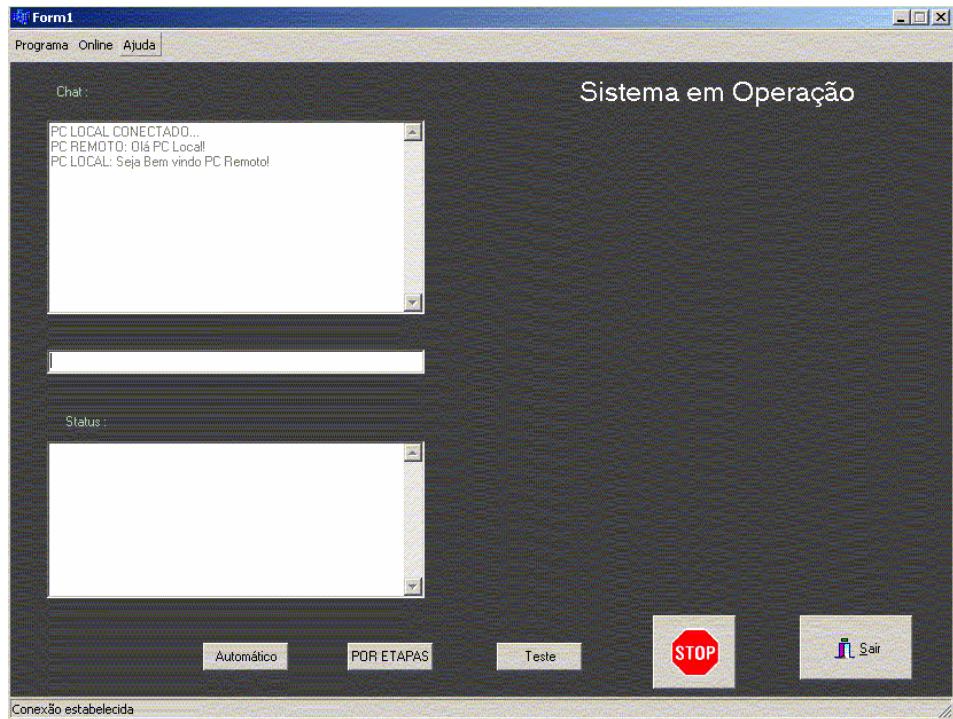 Form1
Programa Online Ajuda
Chat :
Sistema em Operação
PC LOCAL CONECTADO...
PC REMOTO: Olá PC Local!
PC LOCAL: Seja Bem vindo PC Remoto!
Status :
Automático
POR ETAPAS
Teste
STOP
Sair
Conexão estabelecida